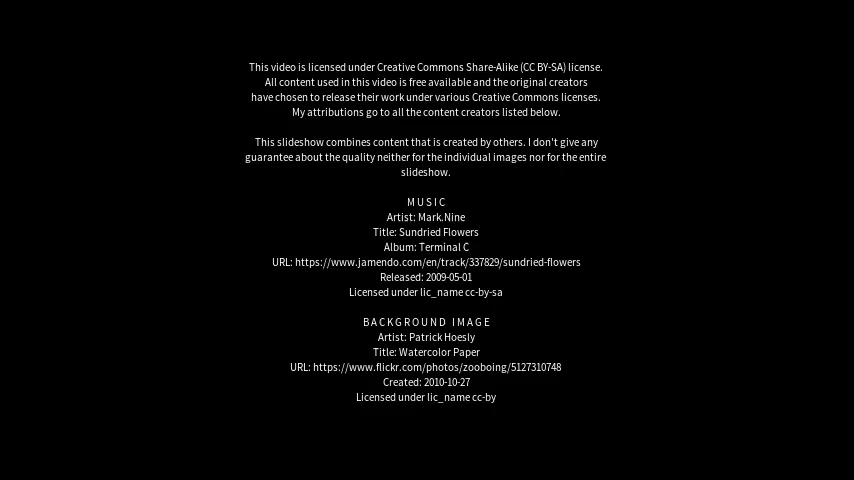 This video is licensed under Creative Commons Share-Alike (CC BY-SA) license.
All content used in this video is free available and the original creators
have chosen to release their work under various Creative Commons licenses.
My attributions go to all the content creators listed below.
This slideshow combines content that is created by others. I don't give any
guarantee about the quality neither for the individual images nor for the entire
slideshow.
MUSIC
Artist: Mark.Nine
Title: Sundried Flowers
Album: Terminal C
URL: https://www.jamendo.com/en/track/337829/sundried-flowers
Released: 2009-05-01
Licensed under lic_name cc-by-sa
BACKGROUND IMAGE
Artist: Patrick Hoesly
Title: Watercolor Paper
URL: https://www.flickr.com/photos/zooboing/5127310748
Created: 2010-10-27
Licensed under lic_name cc-by